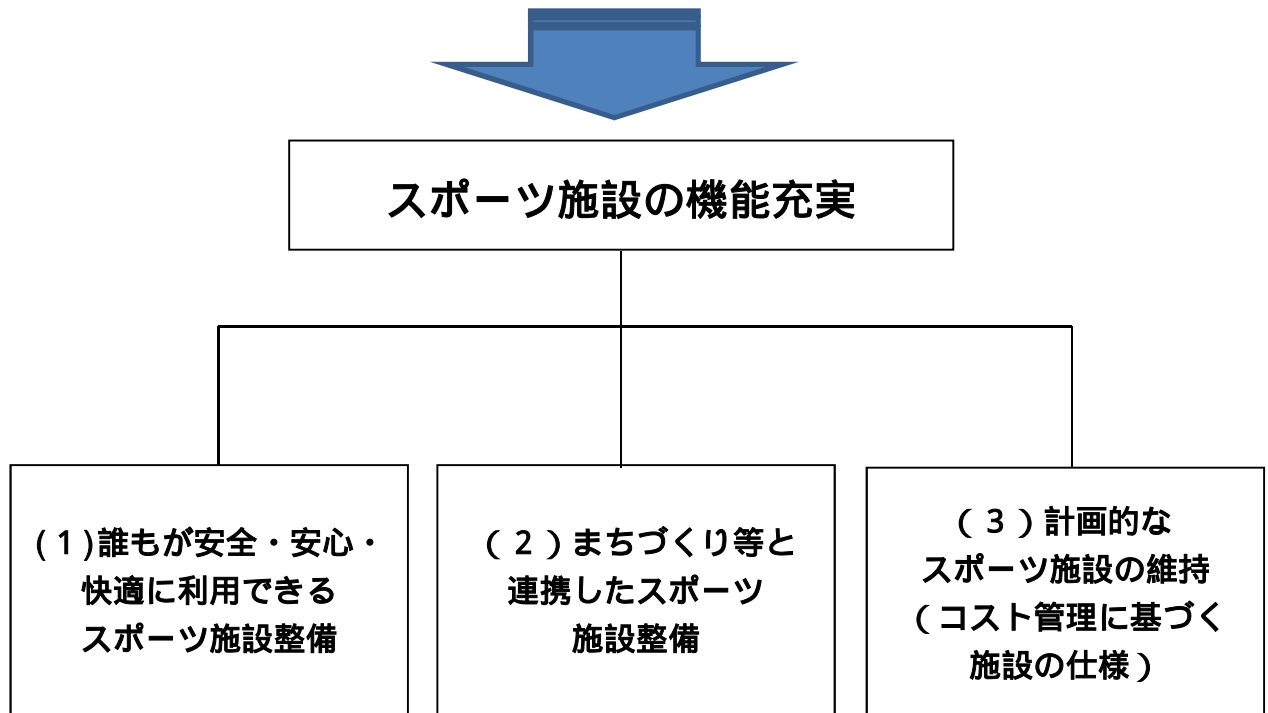 スポーツ施設の機能充実
(1)誰もが安全・安心・
快適に利用できる
スポーツ施設整備
(２)まちづくり等と
連携したスポーツ
施設整備
(３)計画的な
スポーツ施設の維持
(コスト管理に基づく
施設の仕様)